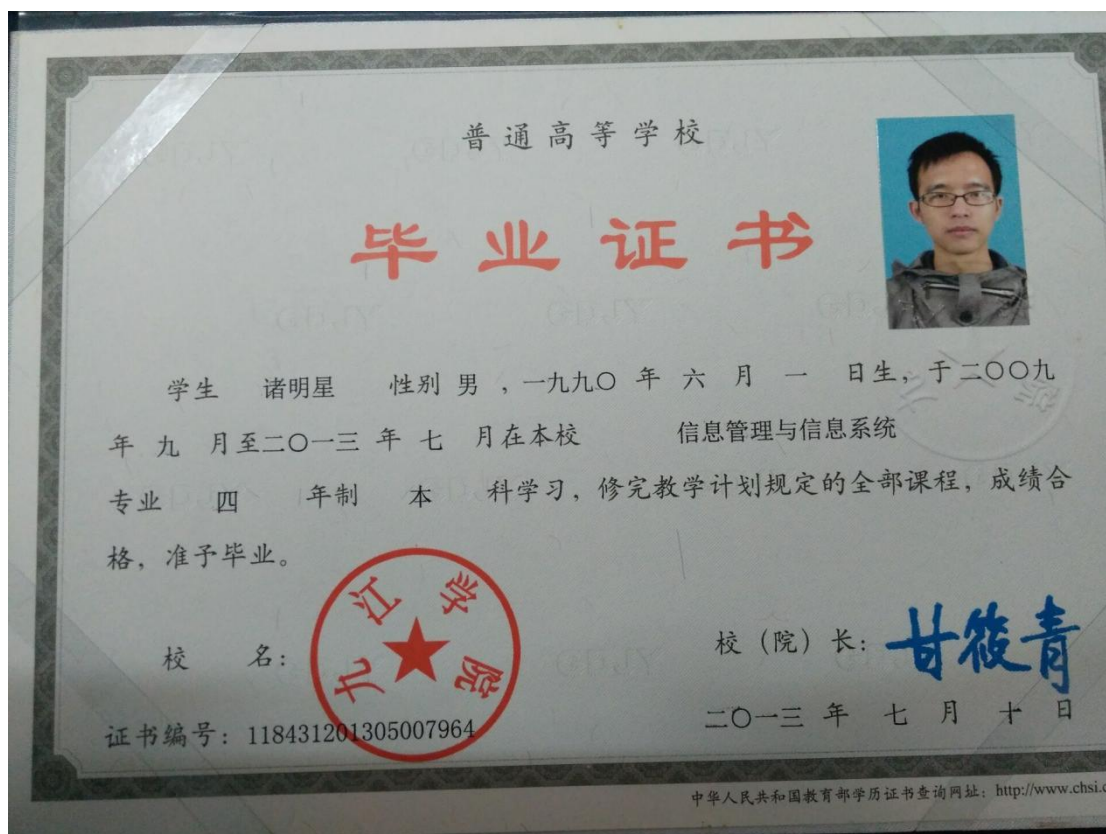 普通高等学校
毕业证书
学生 诸明星 性别 男 ，一九九〇 年 六 月 一 日生，于二〇〇九
年 九 月至二〇一三 年 七 月在本校 信息管理与信息系统
专业 四 年制 本 科学习，修完教学计划规定的全部课程，成绩合
格，准予毕业。
九江学院
校 名：
校（院）长：甘筱青
证书编号：118431201305007964
二〇一三 年 七 月 十 日
中华人民共和国教育部学历证书查询网址：http://www.chsi.c